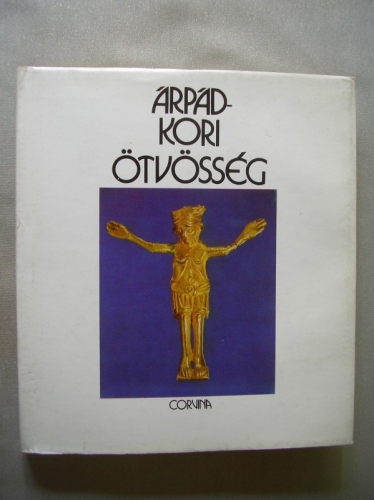 ÁRPÁD-
KORI
ÖTVÖSSÉG
CORVINA